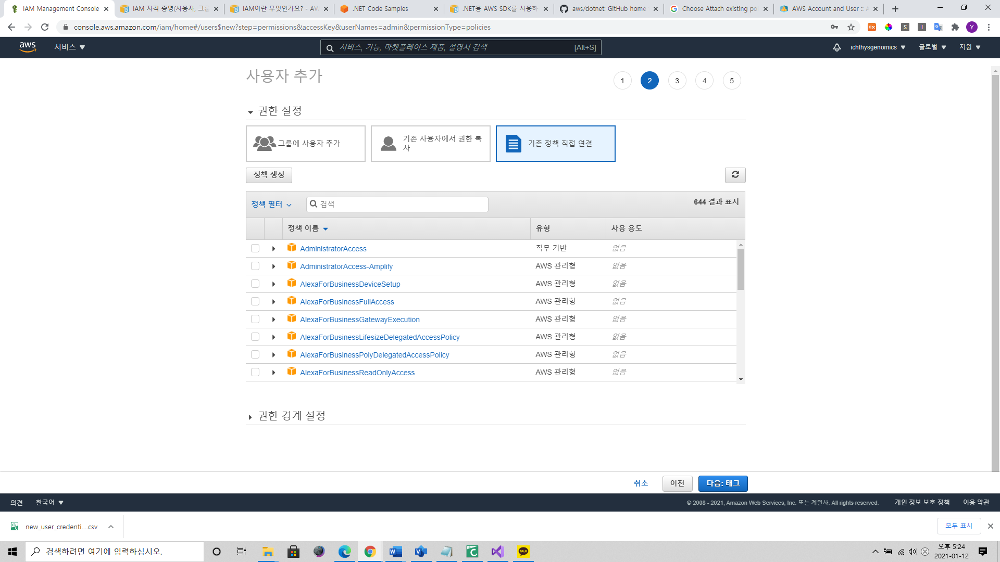 IAM Management Console
IAM 자격 증명(사용자, 그룹
IAM이란 무엇인가요? - AW
.NET Code Samples
.NET용 AWS SDK를 사용하
aws/dotnet: GitHub home
Choose Attach existing pol
AWS Account and User :: A
console.aws.amazon.com/iam/home#/users$new?step=permissions&accessKey&userNames=admin&permissionType=policies
EX
S
I
Y
aws
서비스
서비스, 기능, 마켓플레이스 제품, 설명서 검색
[Alt+S]
ichthysgenomics
글로벌
지원
사용자 추가
1
2
3
4
5
권한 설정
그룹에 사용자 추가
기존 사용자에서 권한 복
사
기존 정책 직접 연결
정책 생성
정책 필터
검색
644 결과 표시
정책 이름
유형
사용 용도
AdministratorAccess
직무 기반
없음
AdministratorAccess-Amplify
AWS 관리형
없음
AlexaForBusinessDeviceSetup
AWS 관리형
없음
AlexaForBusinessFullAccess
AWS 관리형
없음
AlexaForBusinessGatewayExecution
AWS 관리형
없음
AlexaForBusinessLifesizeDelegatedAccessPolicy
AWS 관리형
없음
AlexaForBusinessPolyDelegatedAccessPolicy
AWS 관리형
없음
AlexaForBusinessReadOnlyAccess
AWS 관리형
없음
권한 경계 설정
취소
이전
다음: 태그
의견
한국어
© 2008 - 2021, Amazon Web Services, Inc. 또는 계열사. All rights reserved.
개인 정보 보호 정책
이용 약관
new_user_credenti....csv
모두 표시
검색하려면 여기에 입력하십시오.
TALK
오후 5:24
2021-01-12